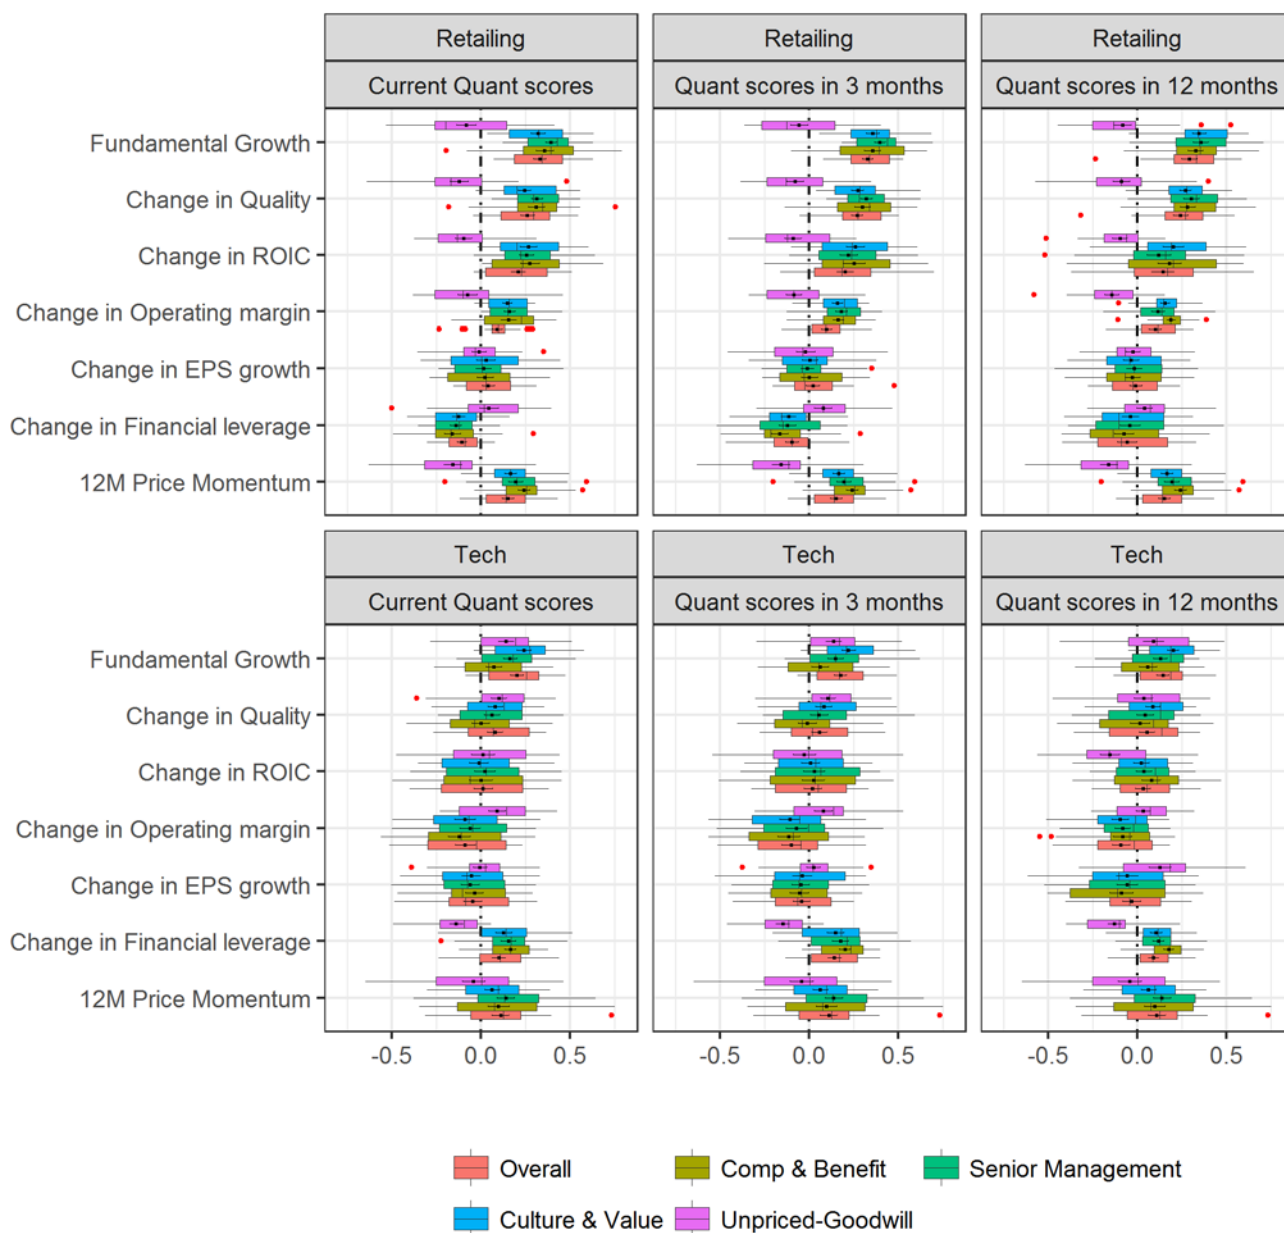 Retailing Retailing Retailing
Current Quant scores Quant scores in 3 months Quant scores in 12 months
Fundamental Growth
Change in Quality
Change in ROIC
Change in Operating margin
Change in EPS growth
Change in Financial leverage
12M Price Momentum
Tech Tech Tech
Current Quant scores Quant scores in 3 months Quant scores in 12 months
Fundamental Growth
Change in Quality
Change in ROIC
Change in Operating margin
Change in EPS growth
Change in Financial leverage
12M Price Momentum
-0.5 0.0 0.5 -0.5 0.0 0.5 -0.5 0.0 0.5
Overall Comp & Benefit Senior Management
Culture & Value Unpriced-Goodwill